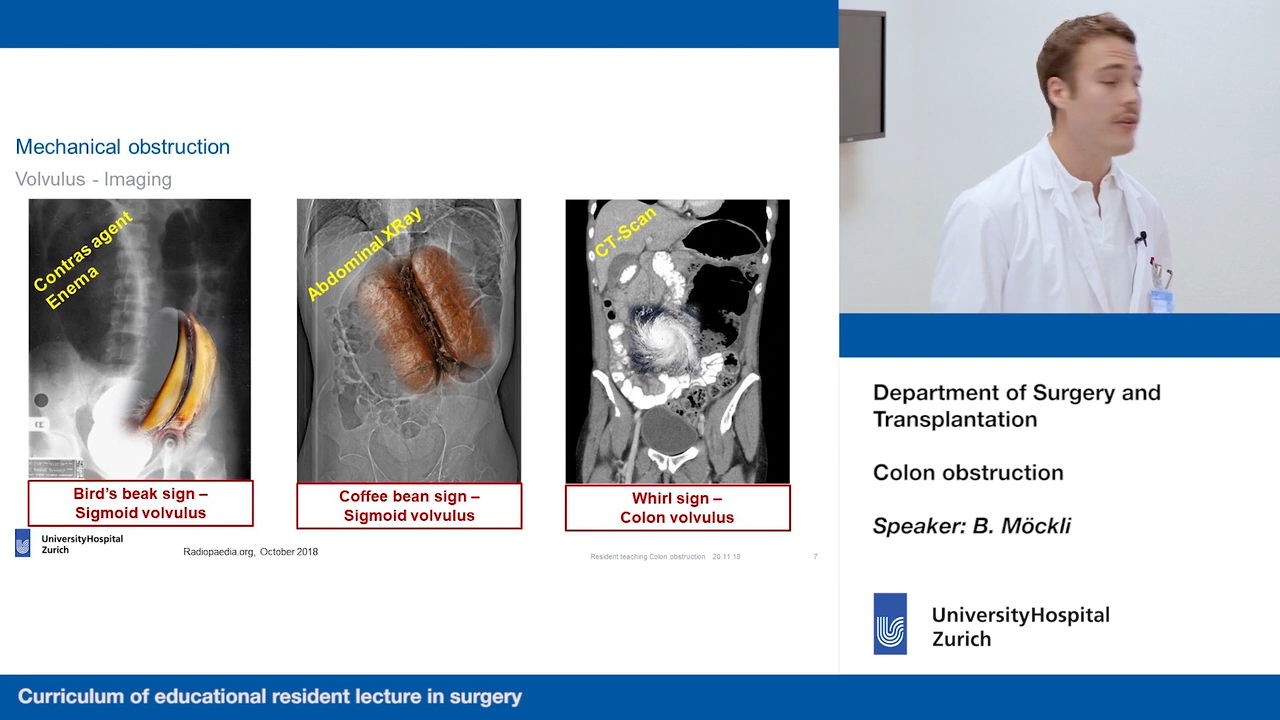 Mechanical obstruction
Volvulus - Imaging
Contras agent
Enema
Abdominal XRay
CT-Scan
Bird's beak sign –
Sigmoid volvulus
Coffee bean sign –
Sigmoid volvulus
Whirl sign –
Colon volvulus
UniversityHospital
Zurich
Radiopaedia.org, October 2018
Resident teaching Colon obstruction 20.11.18
7
Department of Surgery and
Transplantation
Colon obstruction
Speaker: B. Möckli
UniversityHospital
Zurich
Curriculum of educational resident lecture in surgery